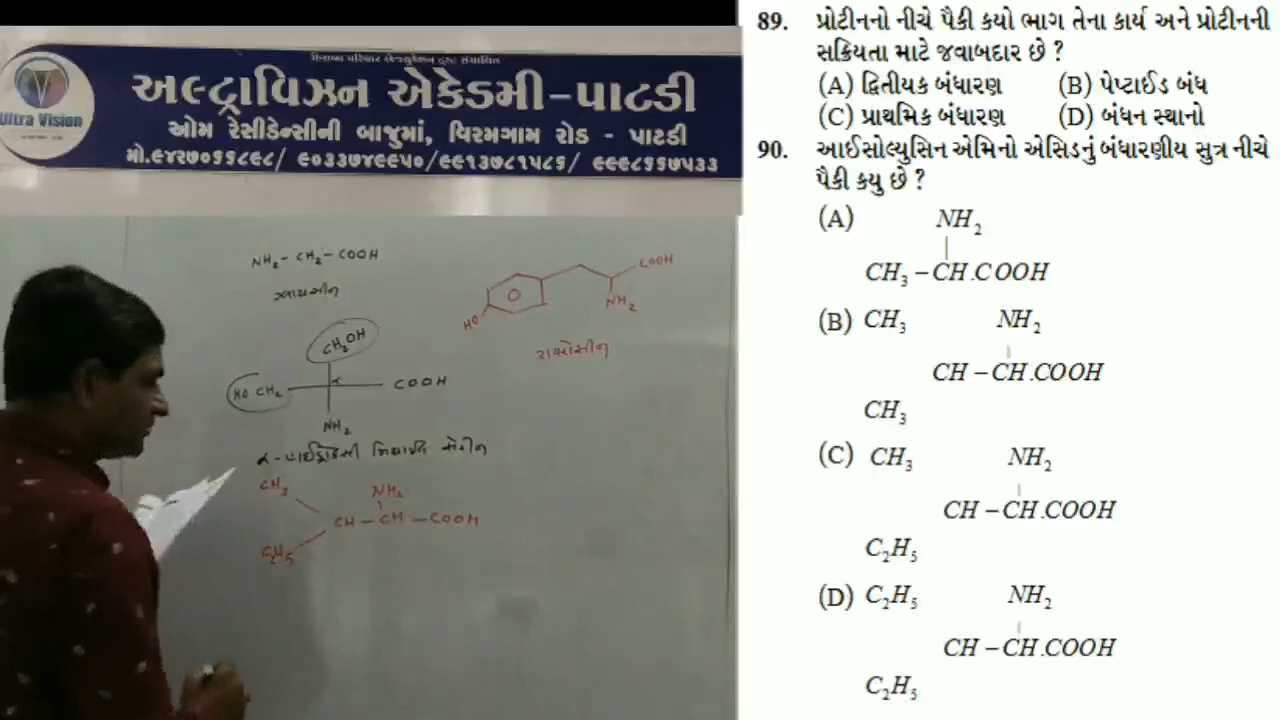 અલ્ટ્રાવિઝન એકેડમી-પાટડી
ઓમ રેસીડેન્સીની બાજુમાં, વિરમગામ રોડ - પાટડી
Ultra Vision
NH₂-CH₂-COOH
ગ્લાયસીન
CH₂OH
HO CH₂
α
COOH
NH₂
સેરીન
COOH
NH₂
HO
ટાયરોસીન
CH₃
NH₂
CH-CH-COOH
C₂H₅
89. પ્રોટીનનો નીચે પૈકી કયો ભાગ તેના કાર્ય અને પ્રોટીનની
સક્રિયતા માટે જવાબદાર છે ?
(A) દ્વિતીયક બંધારણ (B) પેપ્ટાઈડ બંધ
(C) પ્રાથમિક બંધારણ (D) બંધન સ્થાનો
90. આઈસોલ્યુસિન એમિનો એસિડનું બંધારણીય સુત્ર નીચે
પૈકી કયુ છે ?
(A) NH₂
CH₃-CH.COOH
(B) CH₃ NH₂
CH-CH.COOH
CH₃
(C) CH₃ NH₂
CH-CH.COOH
C₂H₅
(D) C₂H₅ NH₂
CH-CH.COOH
C₂H₅